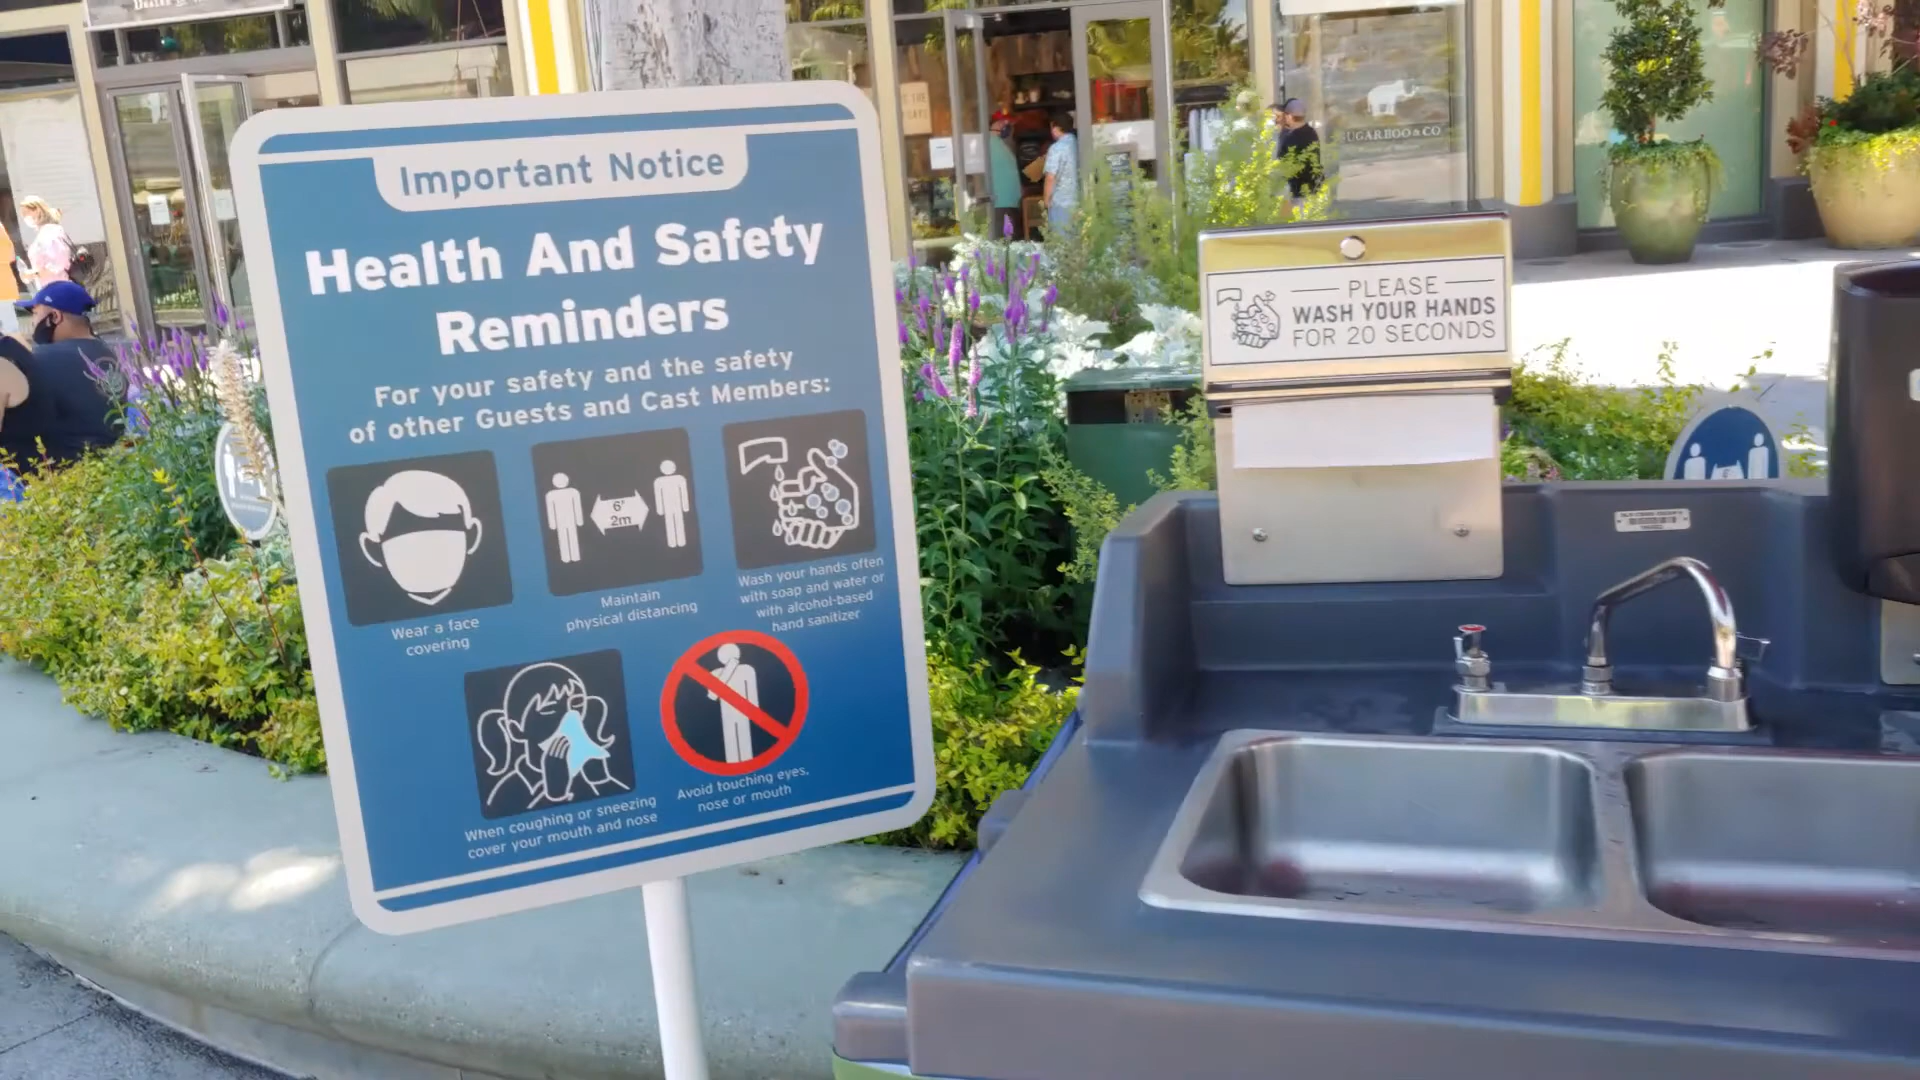 Important Notice
Health And Safety
Reminders
For your safety and the safety
of other Guests and Cast Members:
6'
2m
Wear a face
covering
Maintain
physical distancing
Wash your hands often
with soap and water or
with alcohol-based
hand sanitizer
When coughing or sneezing
cover your mouth and nose
Avoid touching eyes,
nose or mouth
PLEASE
WASH YOUR HANDS
FOR 20 SECONDS
SUGARBOO & CO